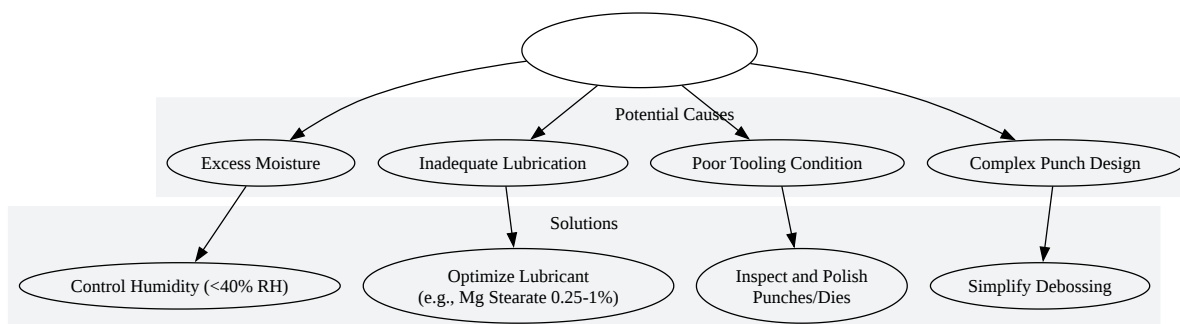 Potential Causes
Excess Moisture
Inadequate Lubrication
Poor Tooling Condition
Complex Punch Design
Solutions
Control Humidity (<40% RH)
Optimize Lubricant
(e.g., Mg Stearate 0.25-1%)
Inspect and Polish
Punches/Dies
Simplify Debossing